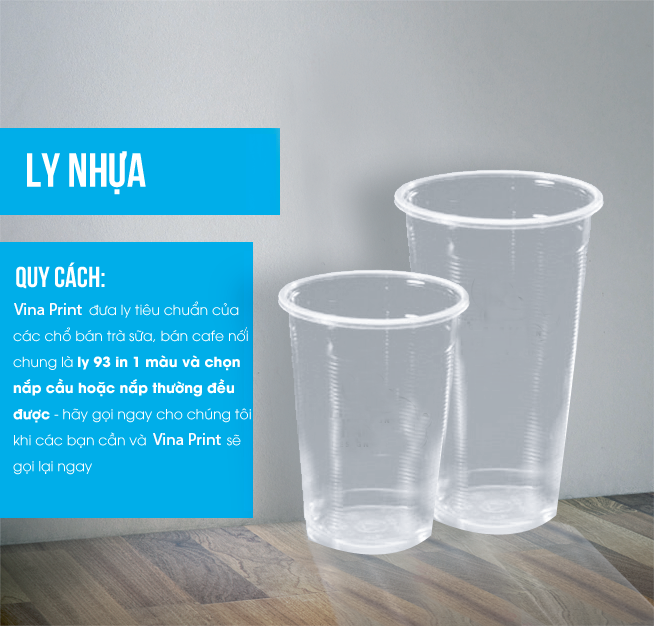 LY NHỰA
QUY CÁCH:
Vina Print đưa ly tiêu chuẩn của
các chổ bán trà sữa, bán cafe nối
chung là ly 93 in 1 màu và chọn
nắp cầu hoặc nắp thường đều
được - hãy gọi ngay cho chúng tôi
khi các bạn cần và Vina Print sẽ
gọi lại ngay